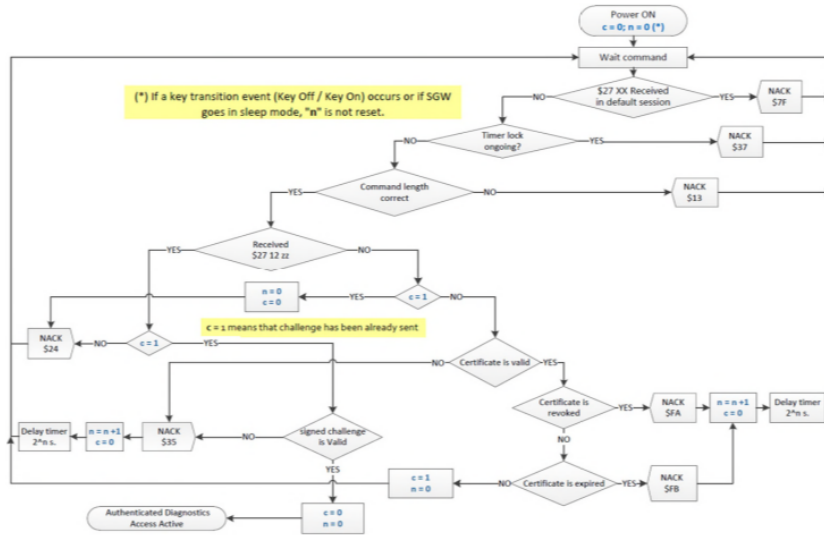 Power ON
c = 0; n = 0 (*)
Wait command
(*) If a key transition event (Key Off / Key On) occurs or if SGW
goes in sleep mode, "n" is not reset.
$27 XX Received
in default session
NO
YES
NACK
$7F
Timer lock
ongoing?
NO
YES
NACK
$37
Command length
correct
YES
NO
NACK
$13
Received
$27 12 zz
YES
NO
n = 0
c = 0
YES
c = 1
NO
c = 1 means that challenge has been already sent
NACK
$24
NO
c = 1
YES
NO
Certificate is valid
YES
Certificate is
revoked
YES
NACK
$FA
n = n +1
c = 0
Delay timer
2^n s.
Delay timer
2^n s.
n = n +1
c = 0
NACK
$35
NO
signed challenge
is Valid
NO
YES
c = 1
n = 0
NO
Certificate is expired
YES
NACK
$FB
Authenticated Diagnostics
Access Active
c = 0
n = 0